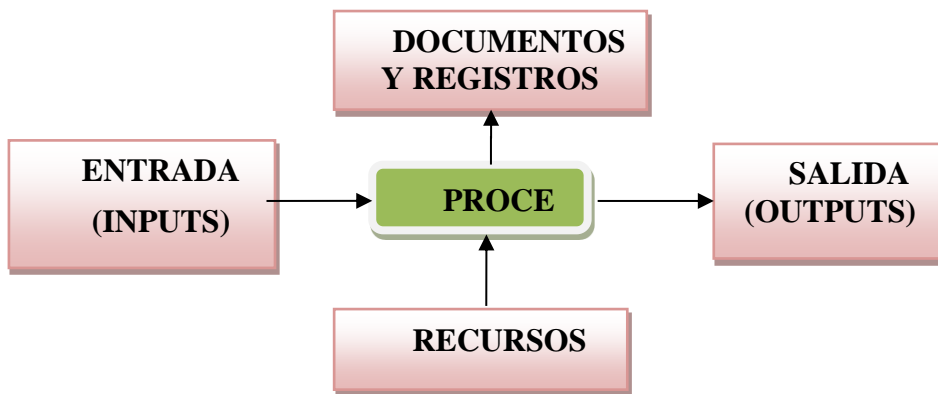 DOCUMENTOS
Y REGISTROS
ENTRADA
(INPUTS)
PROCE
SALIDA
(OUTPUTS)
RECURSOS